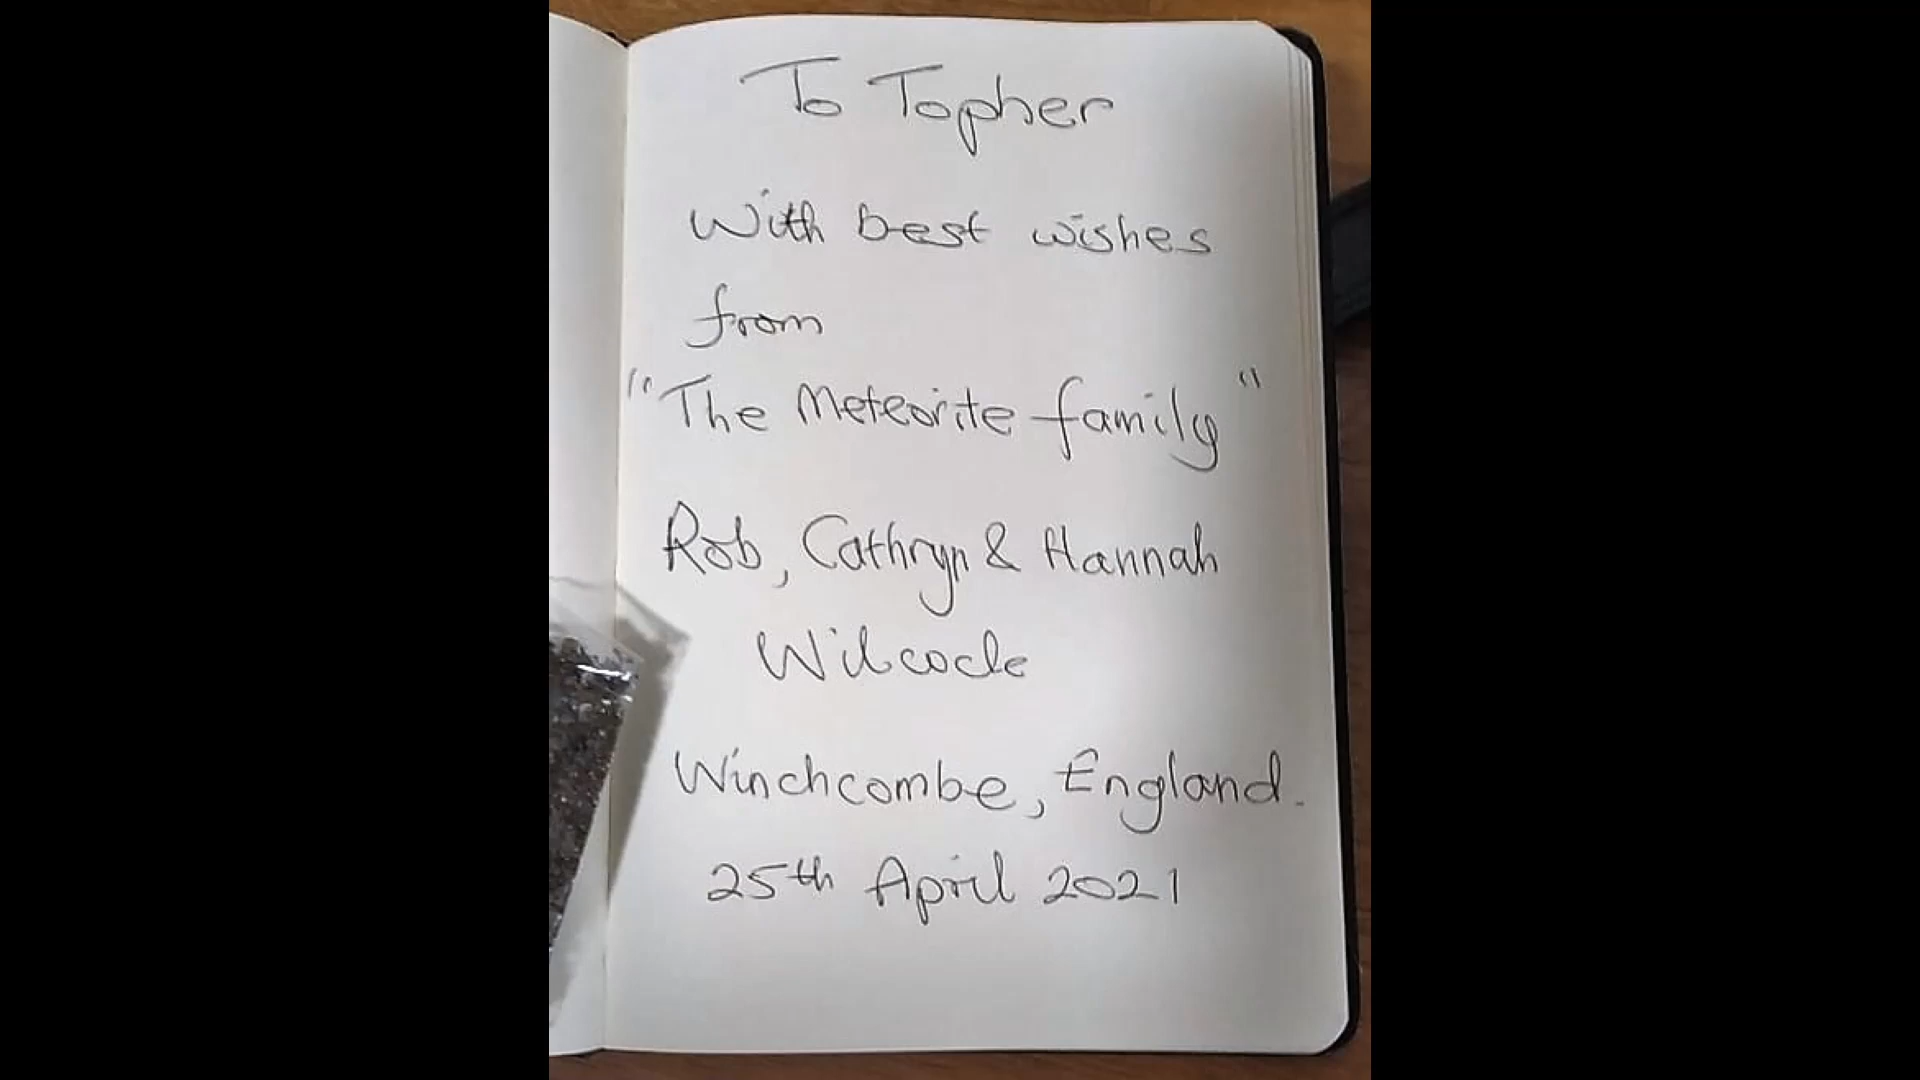 To Topher
With best wishes
from
"The Meteorite family"
Rob, Cathryn & Hannah
Wilcock
Winchcombe, England.
25th April 2021